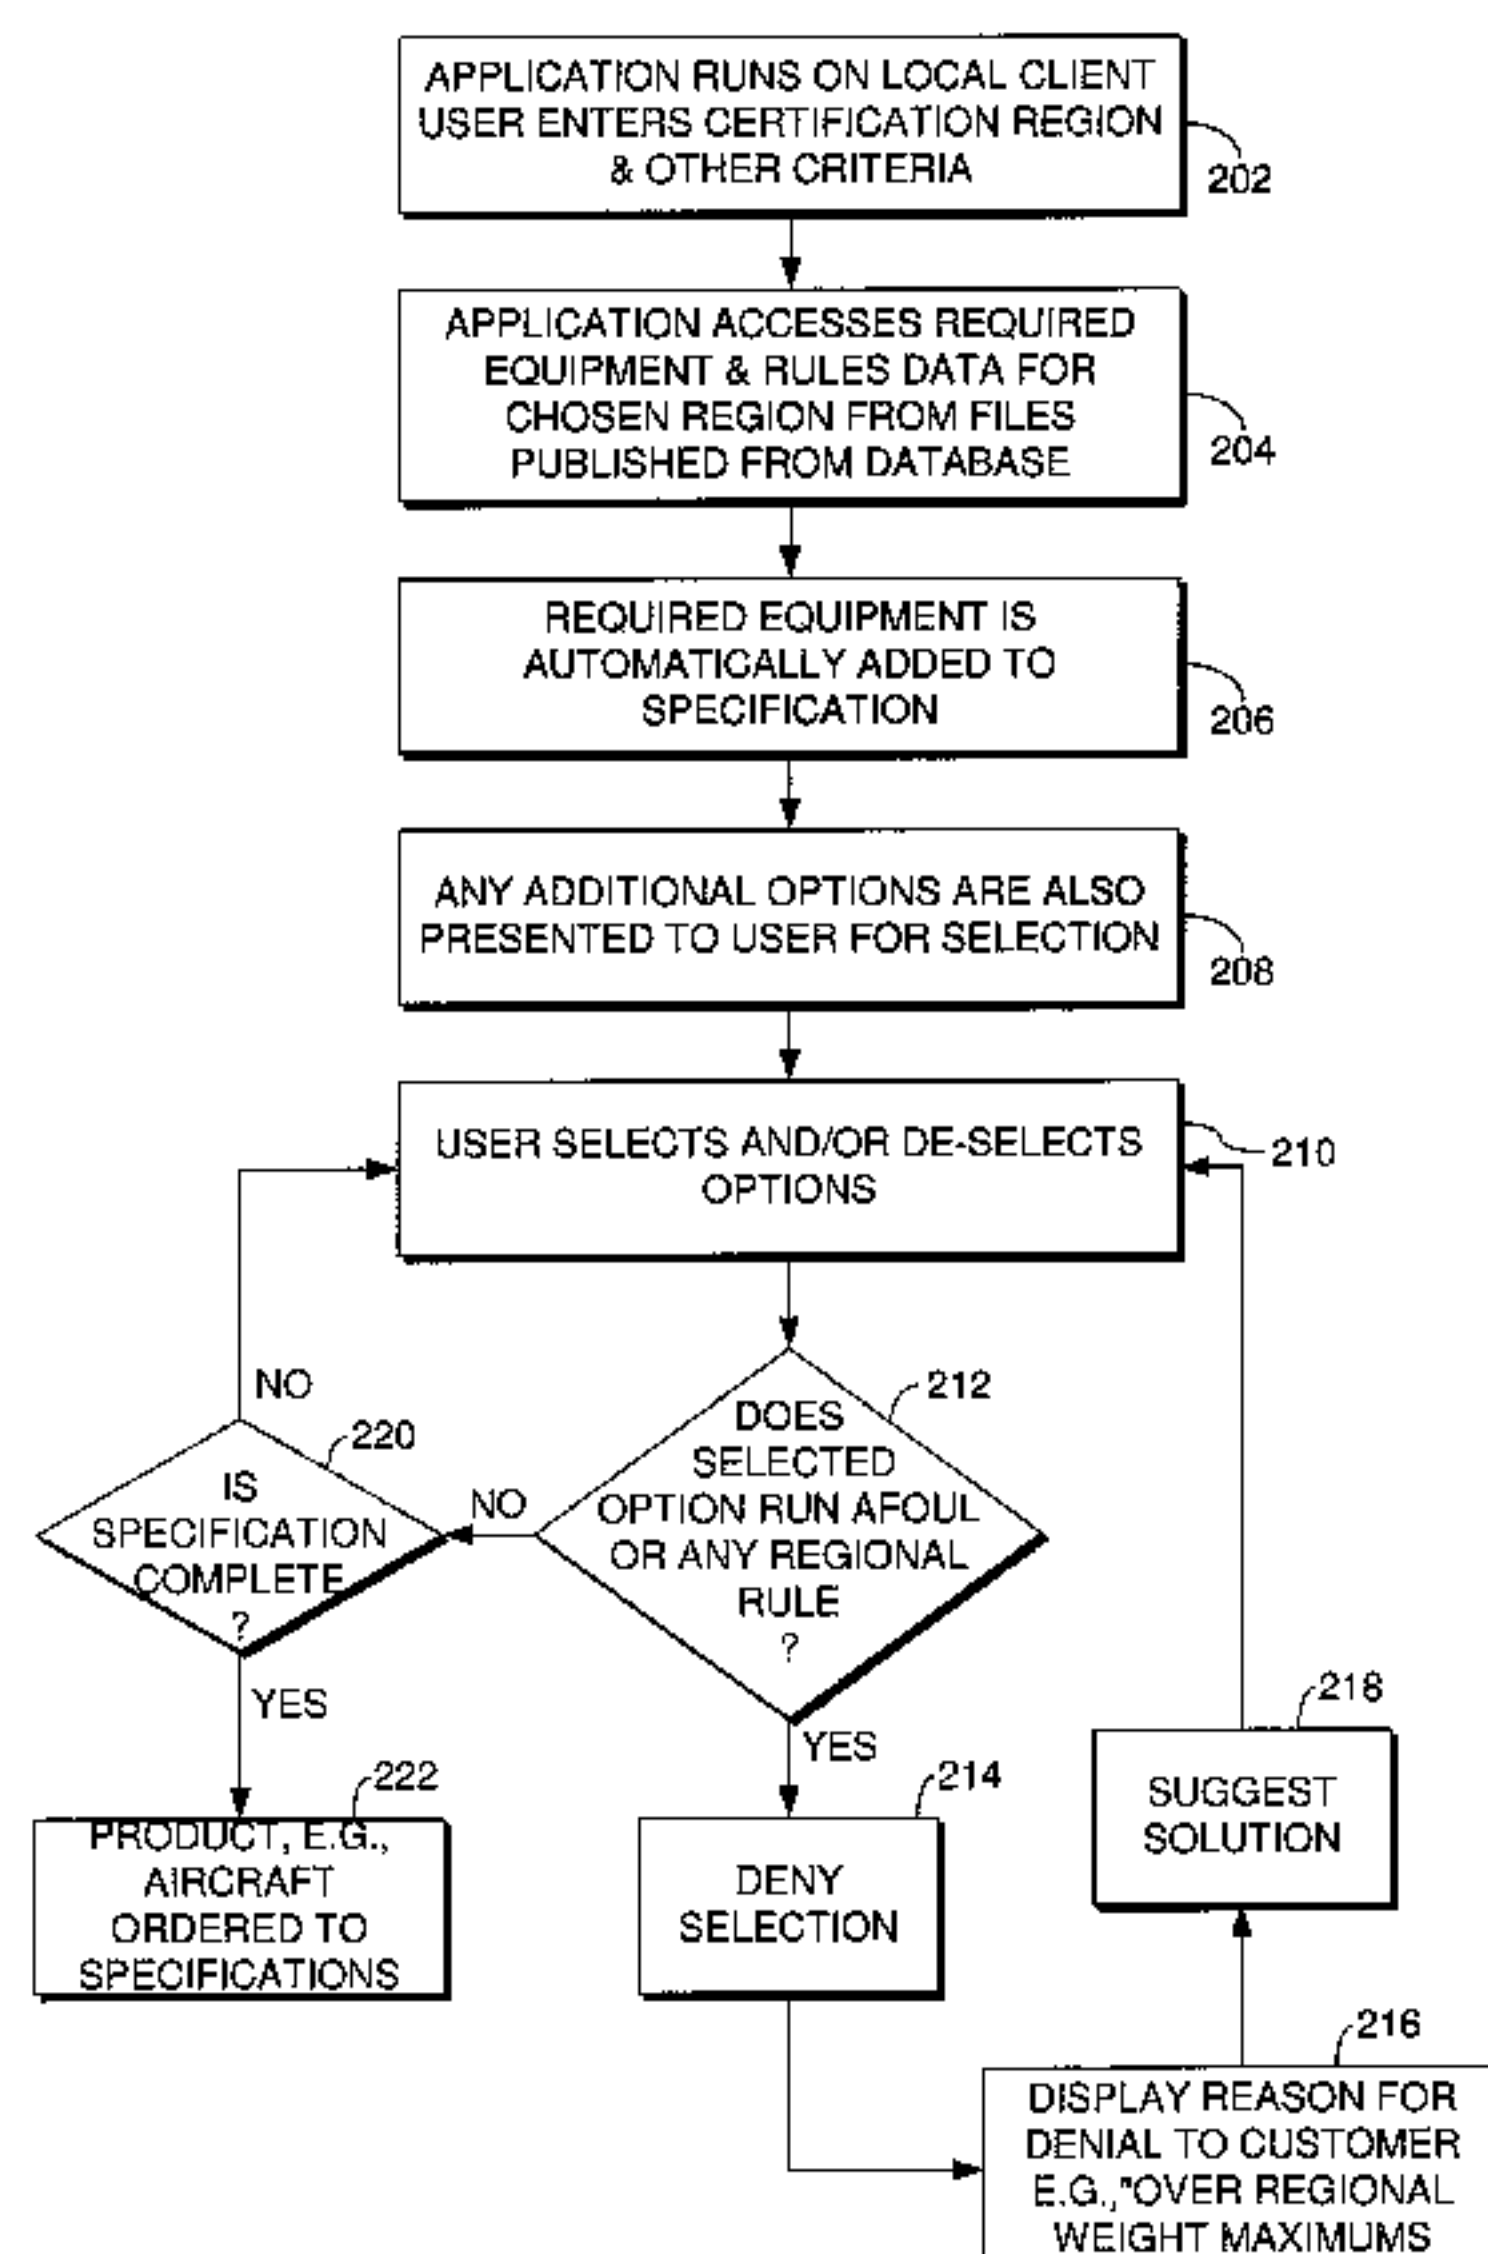 APPLICATION RUNS ON LOCAL CLIENT
USER ENTERS CERTIFICATION REGION
& OTHER CRITERIA
202
APPLICATION ACCESSES REQUIRED
EQUIPMENT & RULES DATA FOR
CHOSEN REGION FROM FILES
PUBLISHED FROM DATABASE
204
REQUIRED EQUIPMENT IS
AUTOMATICALLY ADDED TO
SPECIFICATION
206
ANY ADDITIONAL OPTIONS ARE ALSO
PRESENTED TO USER FOR SELECTION
208
USER SELECTS AND/OR DE-SELECTS
OPTIONS
210
NO
220
IS
SPECIFICATION
COMPLETE
?
NO
212
DOES
SELECTED
OPTION RUN AFOUL
OR ANY REGIONAL
RULE
?
YES
YES
222
PRODUCT, E.G.,
AIRCRAFT
ORDERED TO
SPECIFICATIONS
214
DENY
SELECTION
218
SUGGEST
SOLUTION
216
DISPLAY REASON FOR
DENIAL TO CUSTOMER
E.G.,"OVER REGIONAL
WEIGHT MAXIMUMS